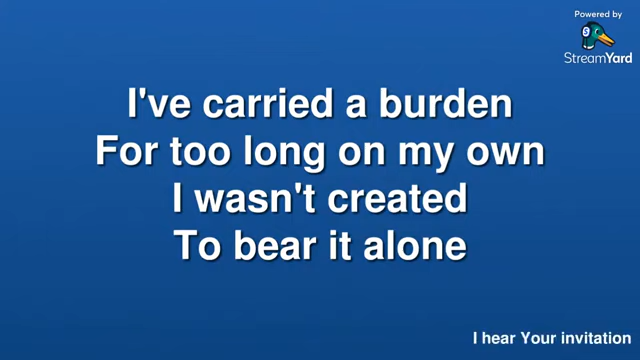 Powered by
StreamYard
I've carried a burden
For too long on my own
I wasn't created
To bear it alone
I hear Your invitation